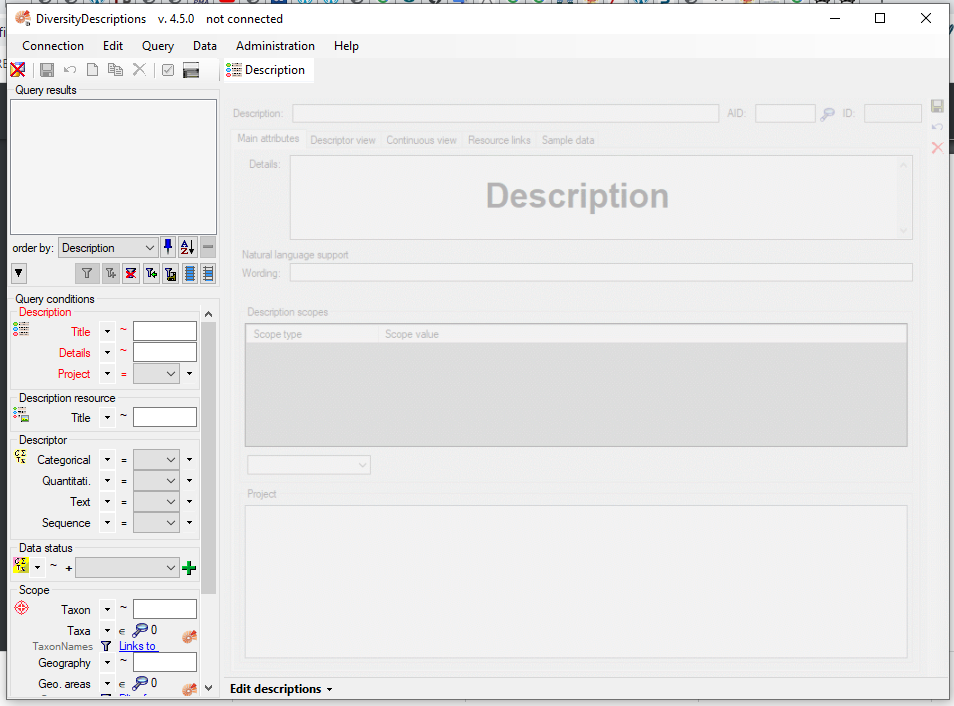 DiversityDescriptions v. 4.5.0 not connected
Connection Edit Query Data Administration Help
Description
Query results
order by: Description
Query conditions
Description
Title ~
Details ~
Project =
Description resource
Title ~
Descriptor
Categorical =
Quantitati. =
Text =
Sequence =
Data status
~ +
Scope
Taxon ~
Taxa ∈ 0
TaxonNames Links to
Geography ~
Geo. areas ∈ 0
Description: AID: ID:
Main attributes Descriptor view Continuous view Resource links Sample data
Details: Description
Natural language support
Wording:
Description scopes
Scope type Scope value
Project
Edit descriptions